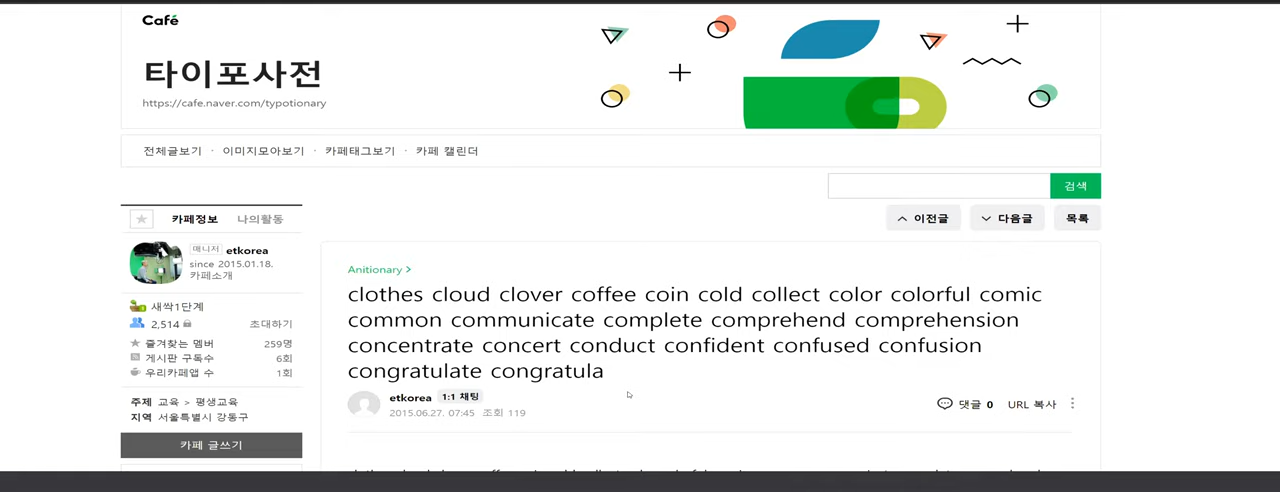 Café
타이포사전
https://cafe.naver.com/typotionary
전체글보기 · 이미지모아보기 · 카페태그보기 · 카페 캘린더
검색
이전글 다음글 목록
카페정보 나의활동
매니저 etkorea
since 2015.01.18.
카페소개
새싹1단계
2,514 초대하기
즐겨찾는 멤버 259명
게시판 구독수 6회
우리카페앱 수 1회
주제 교육 > 평생교육
지역 서울특별시 강동구
카페 글쓰기
Anitionary >
clothes cloud clover coffee coin cold collect color colorful comic
common communicate complete comprehend comprehension
concentrate concert conduct confident confused confusion
congratulate congratula
etkorea 1:1 채팅
2015.06.27. 07:45 조회 119
댓글 0 URL 복사